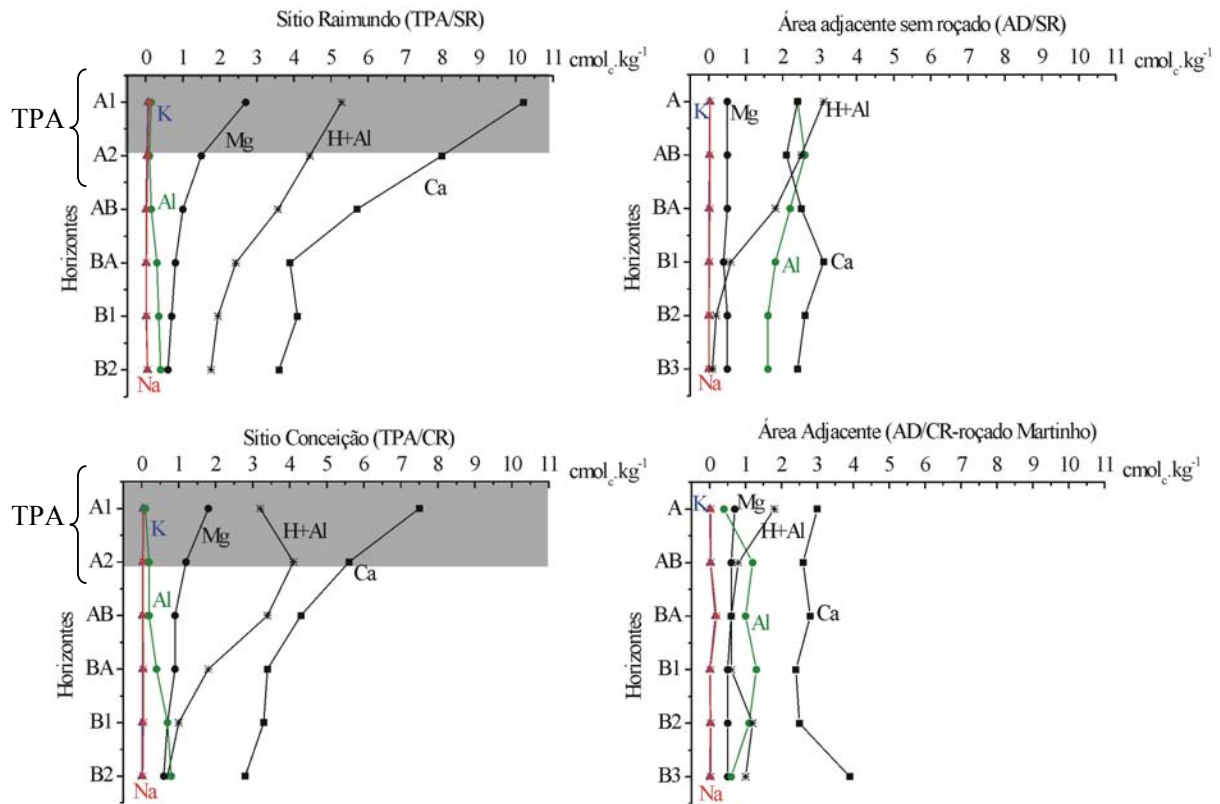 Sítio Raimundo (TPA/SR)
0 1 2 3 4 5 6 7 8 9 10 11 cmolc.kg-1
TPA
Horizontes
A1
A2
AB
BA
B1
B2
K
Mg
H+Al
Ca
Al
Na
Área adjacente sem roçado (AD/SR)
0 1 2 3 4 5 6 7 8 9 10 11 cmolc.kg-1
Horizontes
A
AB
BA
B1
B2
B3
K
Mg
H+Al
Al
Ca
Na
Sítio Conceição (TPA/CR)
0 1 2 3 4 5 6 7 8 9 10 11 cmolc.kg-1
TPA
Horizontes
A1
A2
AB
BA
B1
B2
K
Mg
H+Al
Ca
Al
Na
Área Adjacente (AD/CR-roçado Martinho)
0 1 2 3 4 5 6 7 8 9 10 11 cmolc.kg-1
Horizontes
A
AB
BA
B1
B2
B3
K
Mg
H+Al
Ca
Al
Na